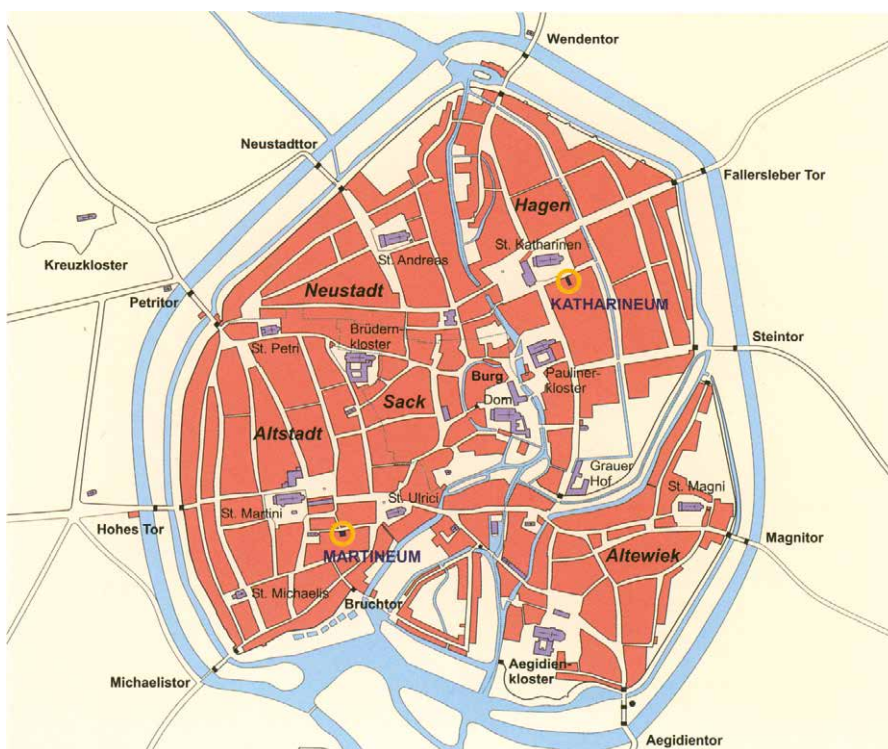 Wendentor
Neustadttor
Fallersleber Tor
Hagen
St. Katharinen
St. Andreas
Kreuzkloster
KATHARINEUM
Neustadt
Petritor
Brüdern-
kloster
St. Petri
Steintor
Burg
Pauliner-
kloster
Dom
Sack
Altstadt
Grauer
Hof
St. Magni
St. Ulrici
St. Martini
Hohes Tor
Magnitor
MARTINEUM
Altewiek
St. Michaelis
Bruchtor
Aegidien-
kloster
Michaelistor
Aegidientor